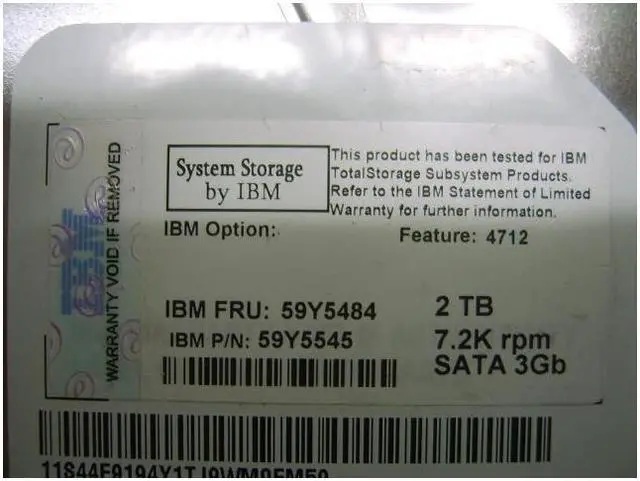 WARRANTY VOID IF REMOVED
IBM
System Storage
by IBM
This product has been tested for IBM
TotalStorage Subsystem Products.
Refer to the IBM Statement of Limited
Warranty for further information.
IBM Option:
Feature: 4712
IBM FRU: 59Y5484
2 TB
IBM P/N: 59Y5545
7.2K rpm
SATA 3Gb